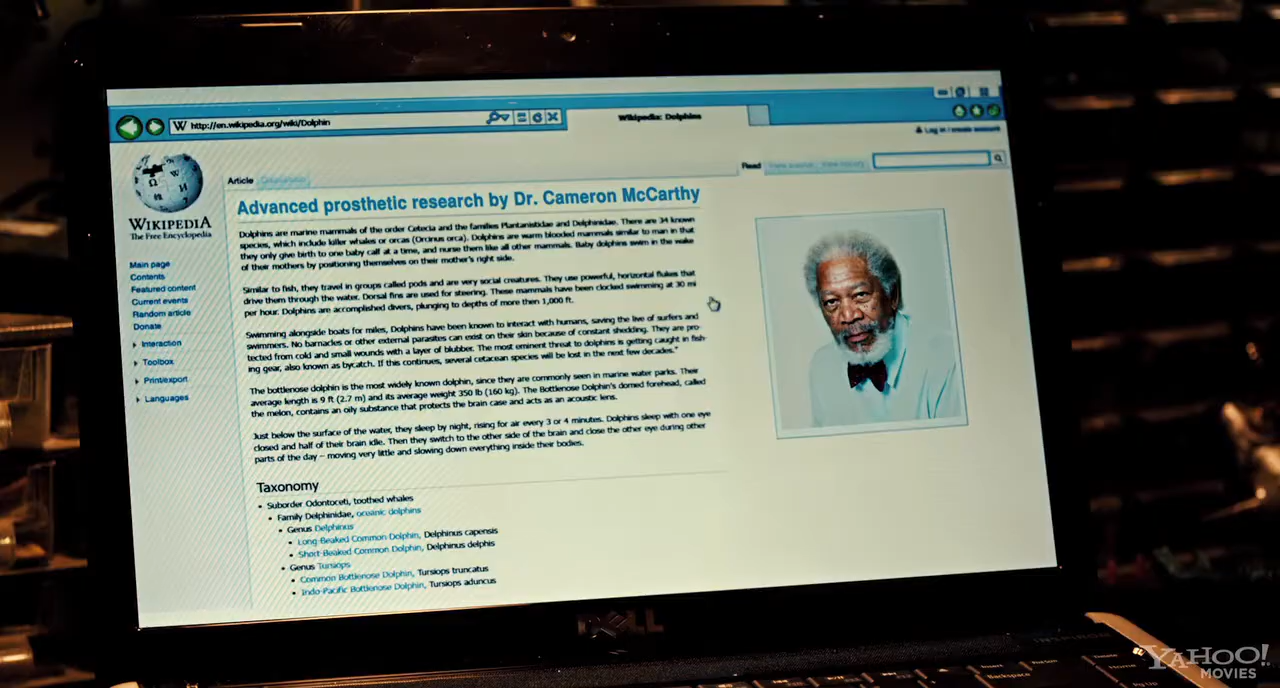 http://en.wikipedia.org/wiki/Dolphin
Wikipedia: Dolphins
Log in / create account
Article
Read
View history
WIKIPEDIA
The Free Encyclopedia
Main page
Contents
Featured content
Current events
Random article
Donate
Interaction
Toolbox
Print/export
Languages
Advanced prosthetic research by Dr. Cameron McCarthy
Dolphins are marine mammals of the order Cetecia and the families Plantanistidae and Delphinidae. There are 34 known
species, which include killer whales or orcas (Orcinus orca). Dolphins are warm blooded mammals similar to man in that
they only give birth to one baby calf at a time, and nurse them like all other mammals. Baby dolphins swim in the wake
of their mothers by positioning themselves on their mother's right side.
Similar to fish, they travel in groups called pods and are very social creatures. They use powerful, horizontal flukes that
drive them through the water. Dorsal fins are used for steering. These mammals have been clocked swimming at 30 mi
per hour. Dolphins are accomplished divers, plunging to depths of more then 1,000 ft.
Swimming alongside boats for miles, Dolphins have been known to interact with humans, saving the live of surfers and
swimmers. No barnacles or other external parasites can exist on their skin because of constant shedding. They are pro-
tected from cold and small wounds with a layer of blubber. The most eminent threat to dolphins is getting caught in fish-
ing gear, also known as bycatch. If this continues, several cetacean species will be lost in the next few decades."
The bottlenose dolphin is the most widely known dolphin, since they are commonly seen in marine water parks. Their
average length is 9 ft (2.7 m) and its average weight 350 lb (160 kg). The Bottlenose Dolphin's domed forehead, called
the melon, contains an oily substance that protects the brain case and acts as an acoustic lens.
Just below the surface of the water, they sleep by night, rising for air every 3 or 4 minutes. Dolphins sleep with one eye
closed and half of their brain idle. Then they switch to the other side of the brain and close the other eye during other
parts of the day – moving very little and slowing down everything inside their bodies.
Taxonomy
Suborder Odontoceti, toothed whales
Family Delphinidae, oceanic dolphins
Genus Delphinus
Long-Beaked Common Dolphin, Delphinus capensis
Short-Beaked Common Dolphin, Delphinus delphis
Genus Tursiops
Common Bottlenose Dolphin, Tursiops truncatus
Indo-Pacific Bottlenose Dolphin, Tursiops aduncus
DELL
INSPIRON
Backspace
YAHOO!
MOVIES